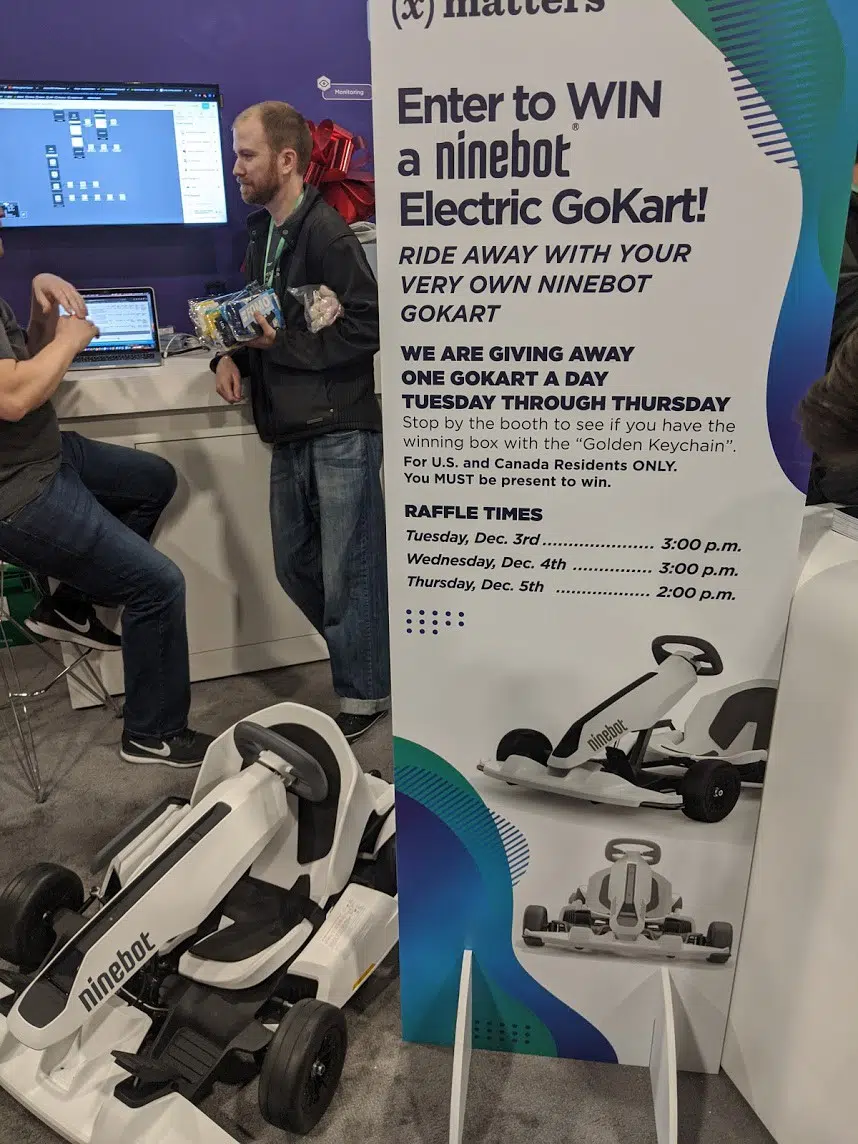 (x) matters
Monitoring
Enter to WIN
a ninebot®
Electric GoKart!
RIDE AWAY WITH YOUR
VERY OWN NINEBOT
GOKART
WE ARE GIVING AWAY
ONE GOKART A DAY
TUESDAY THROUGH THURSDAY
Stop by the booth to see if you have the
winning box with the “Golden Keychain”.
For U.S. and Canada Residents ONLY.
You MUST be present to win.
RAFFLE TIMES
Tuesday, Dec. 3rd ..................... 3:00 p.m.
Wednesday, Dec. 4th ............... 3:00 p.m.
Thursday, Dec. 5th ................. 2:00 p.m.
ninebot
ninebot